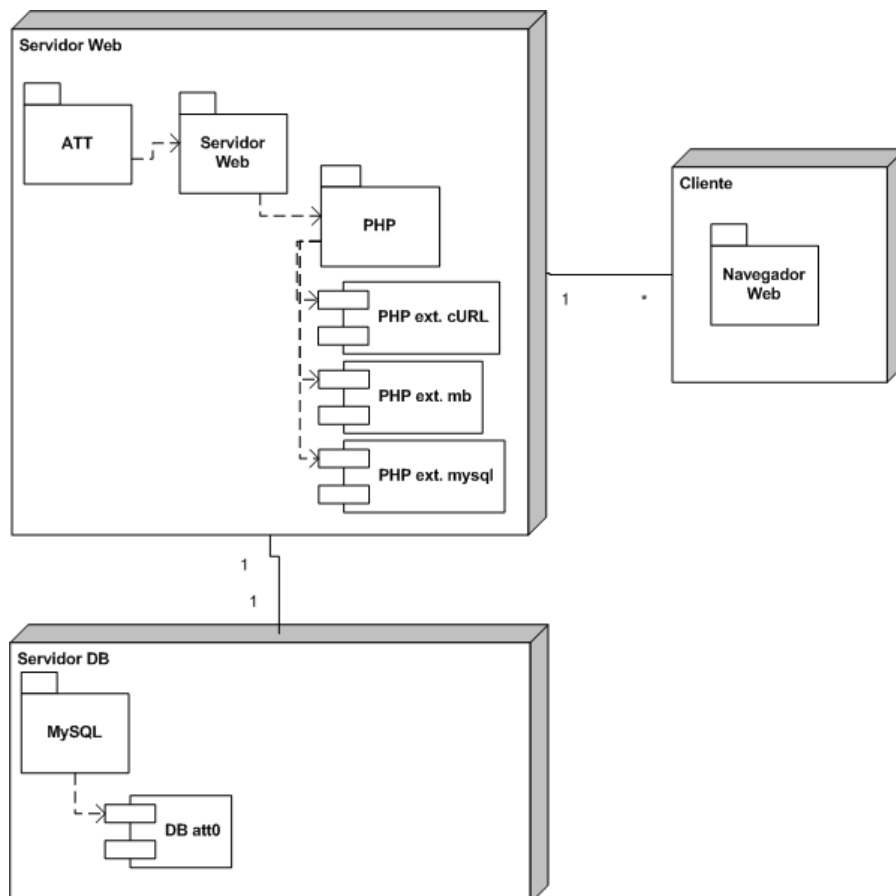 Servidor Web
ATT
Servidor
Web
PHP
PHP ext. cURL
PHP ext. mb
PHP ext. mysql
Cliente
Navegador
Web
1
*
1
1
Servidor DB
MySQL
DB att0